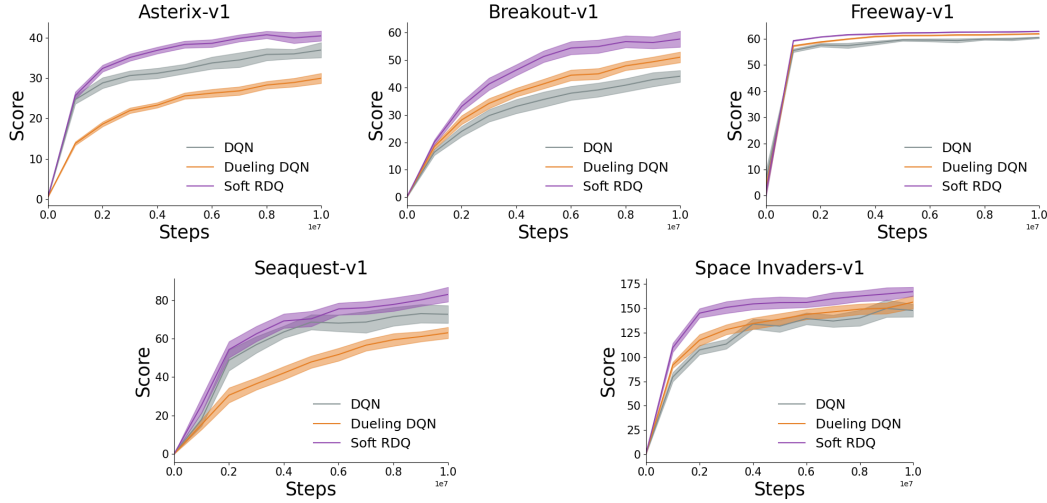 Asterix-v1
Score
40
30
20
10
0
DQN
Dueling DQN
Soft RDQ
0.0 0.2 0.4 0.6 0.8 1.0
1e7
Steps
Breakout-v1
Score
60
50
40
30
20
10
0
DQN
Dueling DQN
Soft RDQ
0.0 0.2 0.4 0.6 0.8 1.0
1e7
Steps
Freeway-v1
Score
60
50
40
30
20
10
0
DQN
Dueling DQN
Soft RDQ
0.0 0.2 0.4 0.6 0.8 1.0
1e7
Steps
Seaquest-v1
Score
80
60
40
20
0
DQN
Dueling DQN
Soft RDQ
0.0 0.2 0.4 0.6 0.8 1.0
1e7
Steps
Space Invaders-v1
Score
175
150
125
100
75
50
25
0
DQN
Dueling DQN
Soft RDQ
0.0 0.2 0.4 0.6 0.8 1.0
1e7
Steps